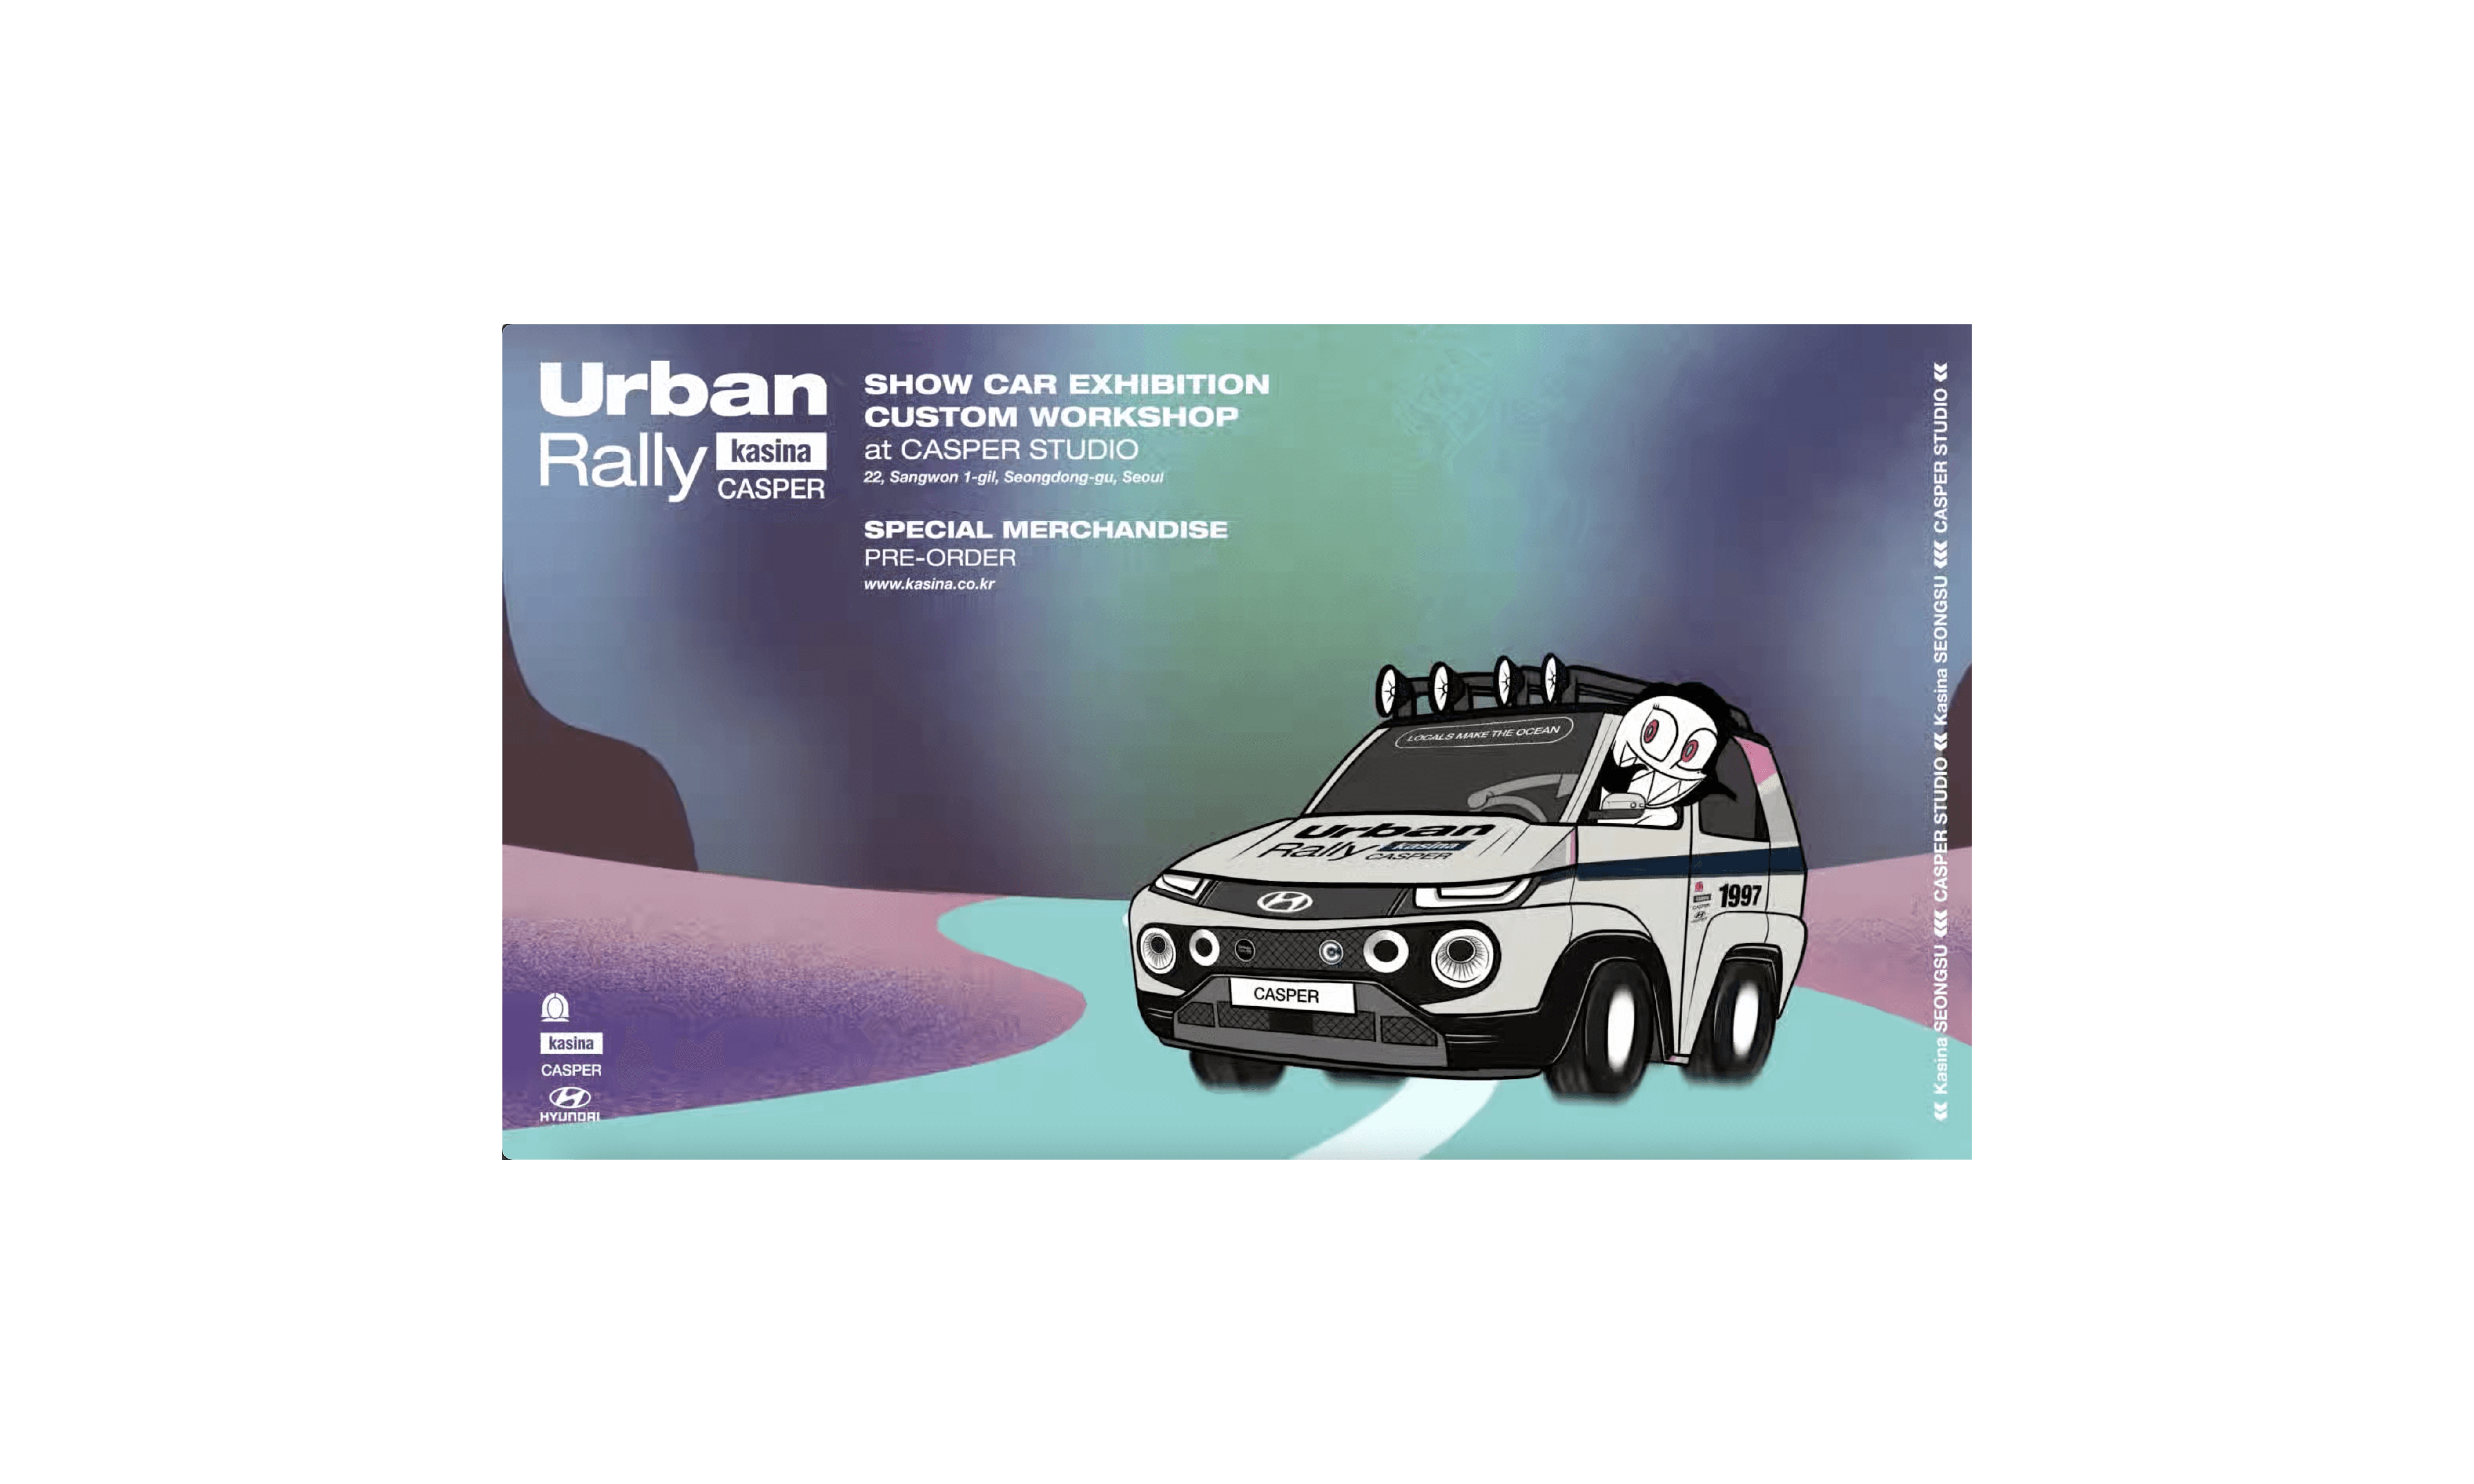 Urban
Rally kasina
CASPER
SHOW CAR EXHIBITION
CUSTOM WORKSHOP
at CASPER STUDIO
22, Sangwon 1-gil, Seongdong-gu, Seoul
SPECIAL MERCHANDISE
PRE-ORDER
www.kasina.co.kr
LOCALS MAKE THE OCEAN
Urban
Rally kasina
CASPER
1997
CASPER
kasina
CASPER
HYUNDAI
« Kasina SEONGSU ««« CASPER STUDIO «« Kasina SEONGSU ««« CASPER STUDIO ««